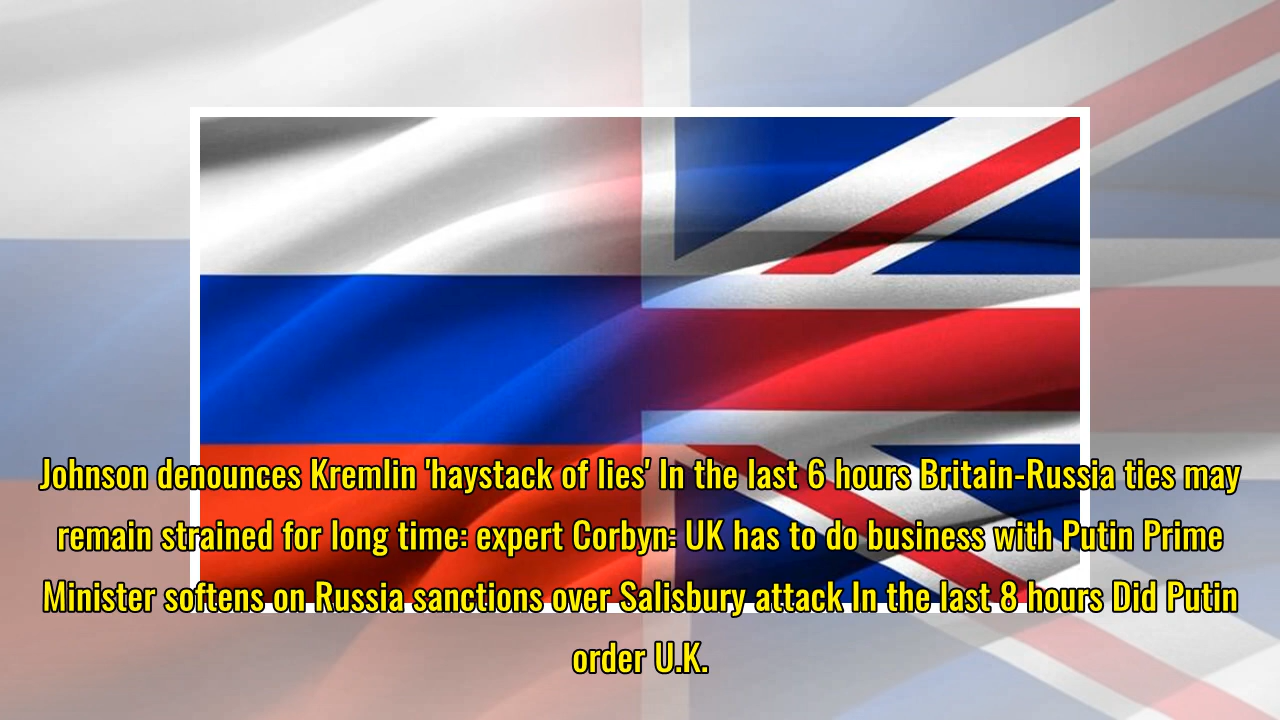 Johnson denounces Kremlin 'haystack of lies' In the last 6 hours Britain-Russia ties may
remain strained for long time: expert Corbyn: UK has to do business with Putin Prime
Minister softens on Russia sanctions over Salisbury attack In the last 8 hours Did Putin
order U.K.